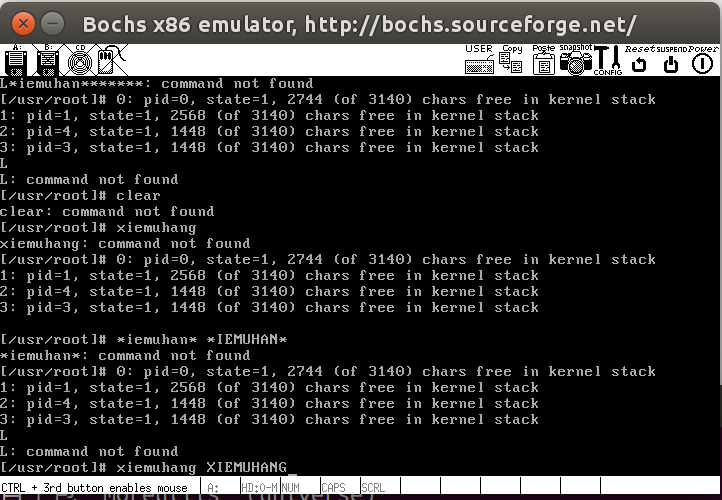 Bochs x86 emulator, http://bochs.sourceforge.net/
A: B: CD USER Copy Paste snapshot CONFIG Reset SUSPEND Power
L*iemuhan*******: command not found
[/usr/root]# 0: pid=0, state=1, 2744 (of 3140) chars free in kernel stack
1: pid=1, state=1, 2568 (of 3140) chars free in kernel stack
2: pid=4, state=1, 1448 (of 3140) chars free in kernel stack
3: pid=3, state=1, 1448 (of 3140) chars free in kernel stack
L
L: command not found
[/usr/root]# clear
clear: command not found
[/usr/root]# xiemuhang
xiemuhang: command not found
[/usr/root]# 0: pid=0, state=1, 2744 (of 3140) chars free in kernel stack
1: pid=1, state=1, 2568 (of 3140) chars free in kernel stack
2: pid=4, state=1, 1448 (of 3140) chars free in kernel stack
3: pid=3, state=1, 1448 (of 3140) chars free in kernel stack
[/usr/root]# *iemuhan* *IEMUHAN*
*iemuhan*: command not found
[/usr/root]# 0: pid=0, state=1, 2744 (of 3140) chars free in kernel stack
1: pid=1, state=1, 2568 (of 3140) chars free in kernel stack
2: pid=4, state=1, 1448 (of 3140) chars free in kernel stack
3: pid=3, state=1, 1448 (of 3140) chars free in kernel stack
L
L: command not found
[/usr/root]# xiemuhang XIEMUHANG_
CTRL + 3rd button enables mouse A: HD:0-M NUM CAPS SCRL